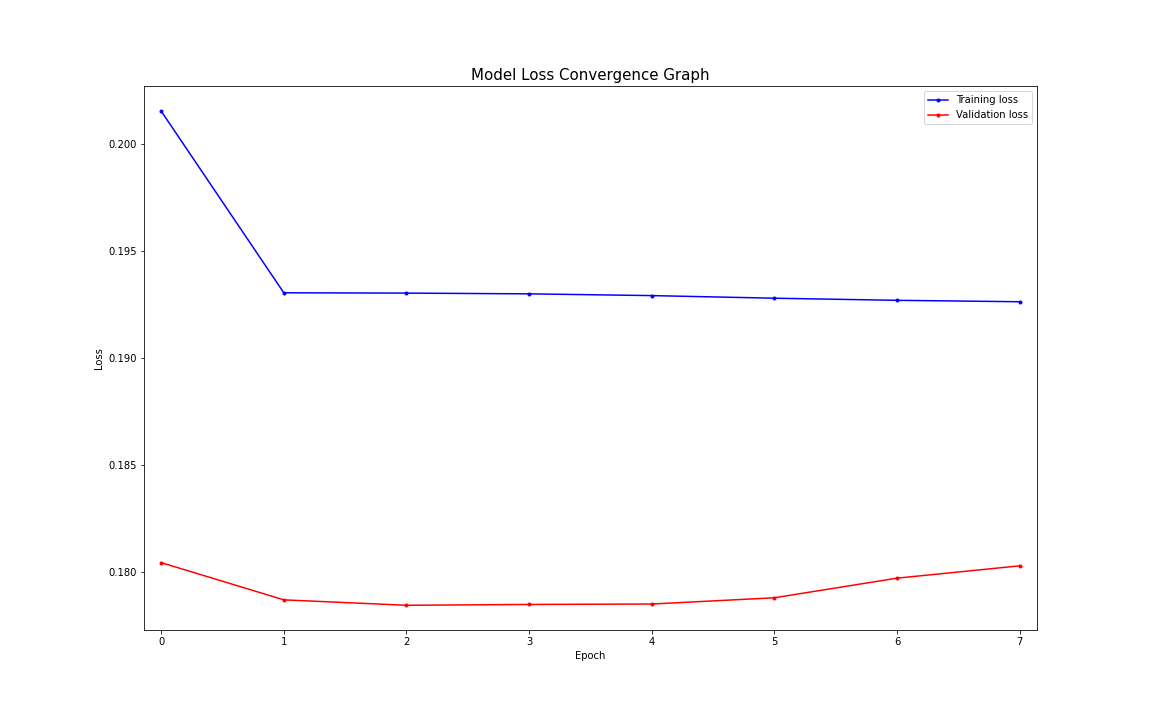 Model Loss Convergence Graph
Training loss
Validation loss
0.200
0.195
0.190
0.185
0.180
Loss
0 1 2 3 4 5 6 7
Epoch